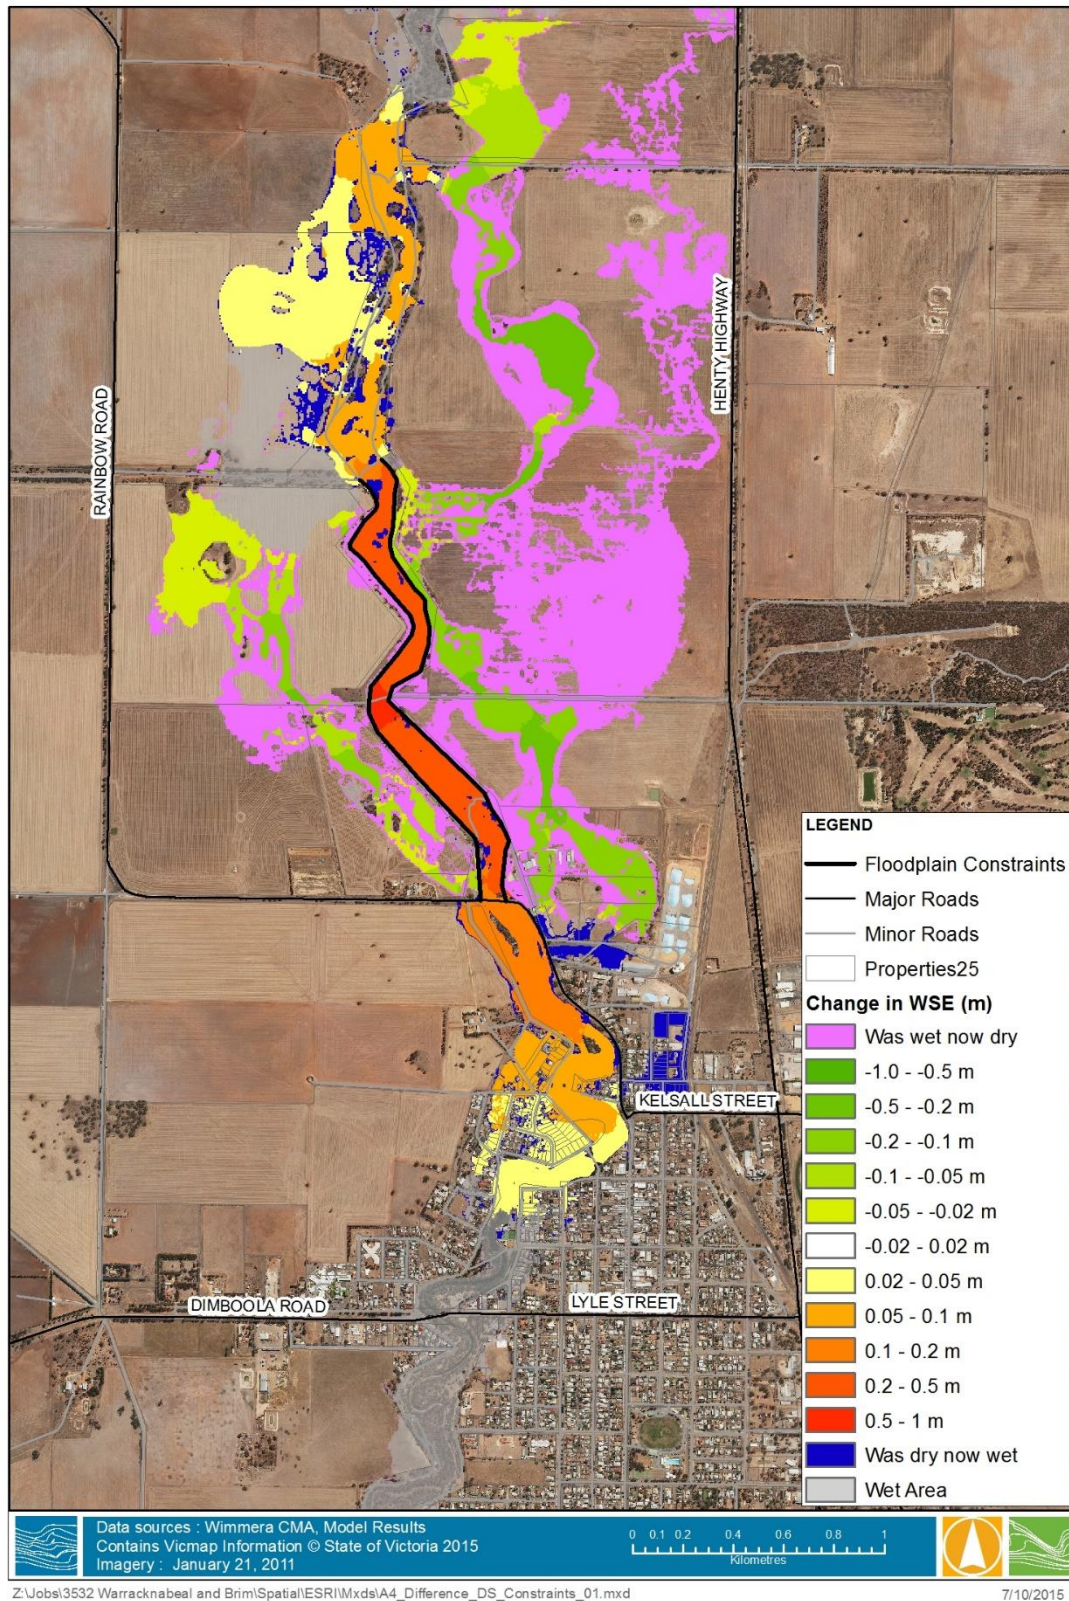 RAINBOW ROAD
HENTY HIGHWAY
KELSALL STREET
DIMBOOLA ROAD
LYLE STREET
LEGEND
Floodplain Constraints
Major Roads
Minor Roads
Properties25
Change in WSE (m)
Was wet now dry
-1.0 - -0.5 m
-0.5 - -0.2 m
-0.2 - -0.1 m
-0.1 - -0.05 m
-0.05 - -0.02 m
-0.02 - 0.02 m
0.02 - 0.05 m
0.05 - 0.1 m
0.1 - 0.2 m
0.2 - 0.5 m
0.5 - 1 m
Was dry now wet
Wet Area
Data sources : Wimmera CMA, Model Results
Contains Vicmap Information © State of Victoria 2015
Imagery : January 21, 2011
0 0.1 0.2 0.4 0.6 0.8 1
Kilometres
Z:\Jobs\3532 Warracknabeal and Brim\Spatial\ESRI\Mxds\A4_Difference_DS_Constraints_01.mxd
7/10/2015